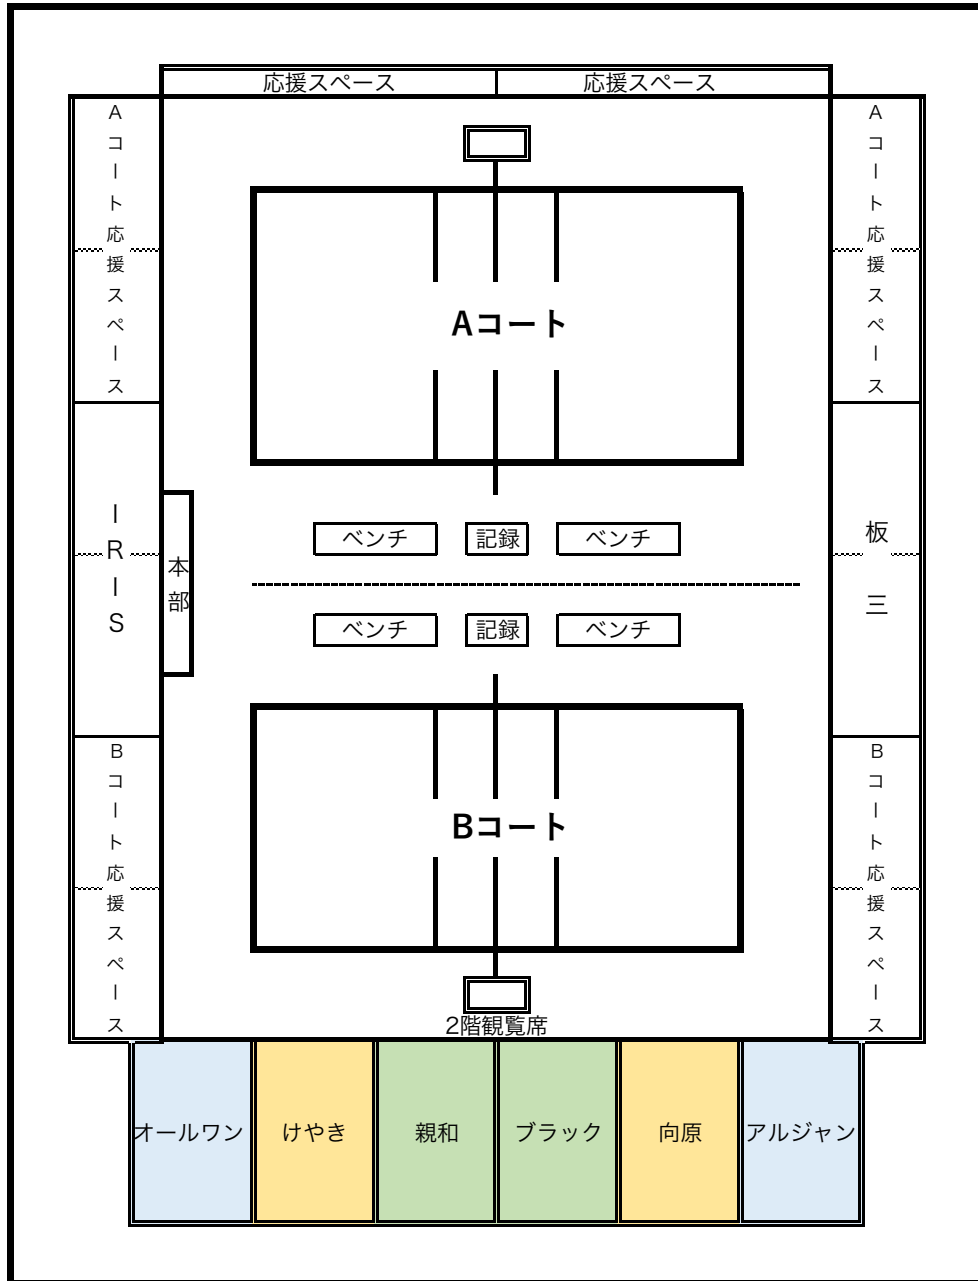 応援スペース
応援スペース
Aコート応援スペース
Aコート応援スペース
Aコート
IRIS
本部
板三
ベンチ
記録
ベンチ
ベンチ
記録
ベンチ
Bコート応援スペース
Bコート応援スペース
Bコート
2階観覧席
オールワン
けやき
親和
ブラック
向原
アルジャン